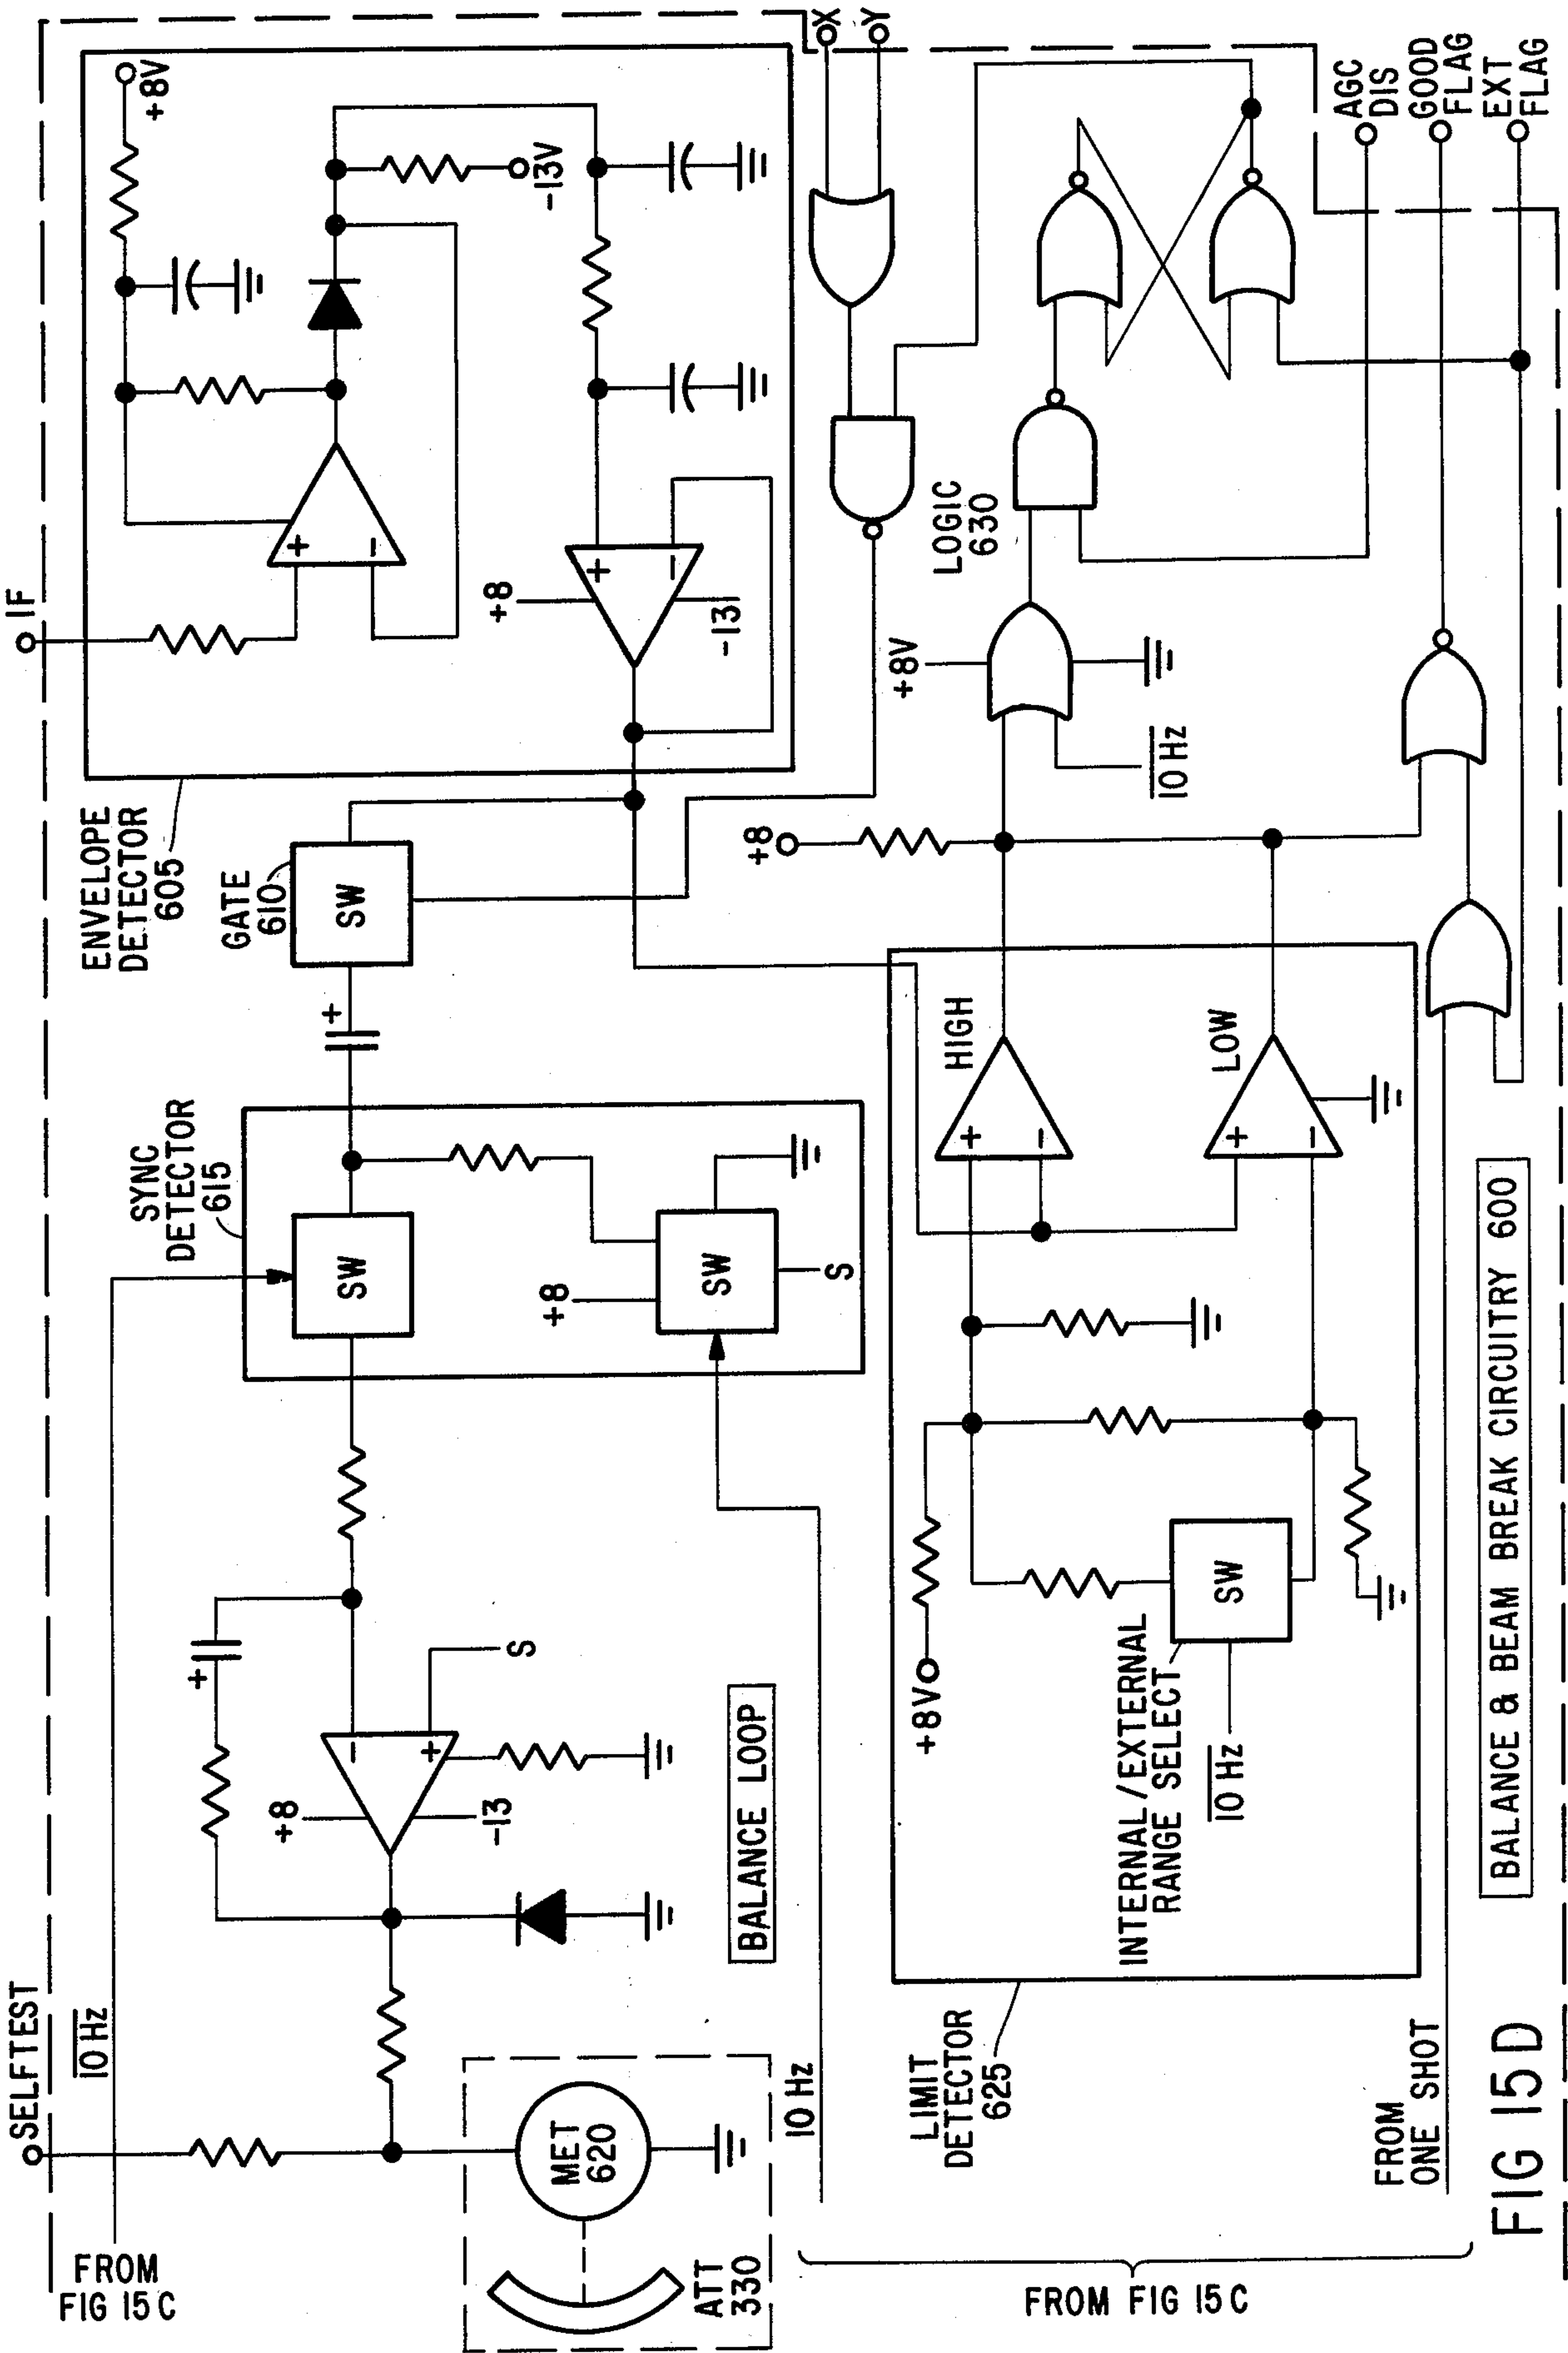 IF
+8V
-13V
+8
-13
ENVELOPE
DETECTOR
605
X
Y
GATE
610
SW
+
SYNC
DETECTOR
615
SW
+8
SW
S
SELFTEST
10 Hz
FROM
FIG 15 C
+
-
+
S
+8
-13
BALANCE LOOP
MET
620
ATT
330
10 Hz
LOGIC
630
+8V
10 Hz
+8
AGC
DIS
GOOD
FLAG
EXT
FLAG
HIGH
+
-
LOW
+
-
+8V
INTERNAL/EXTERNAL
RANGE SELECT
SW
10 Hz
LIMIT
DETECTOR
625
FROM
ONE SHOT
FROM FIG 15 C
BALANCE & BEAM BREAK CIRCUITRY 600
FIG 15D